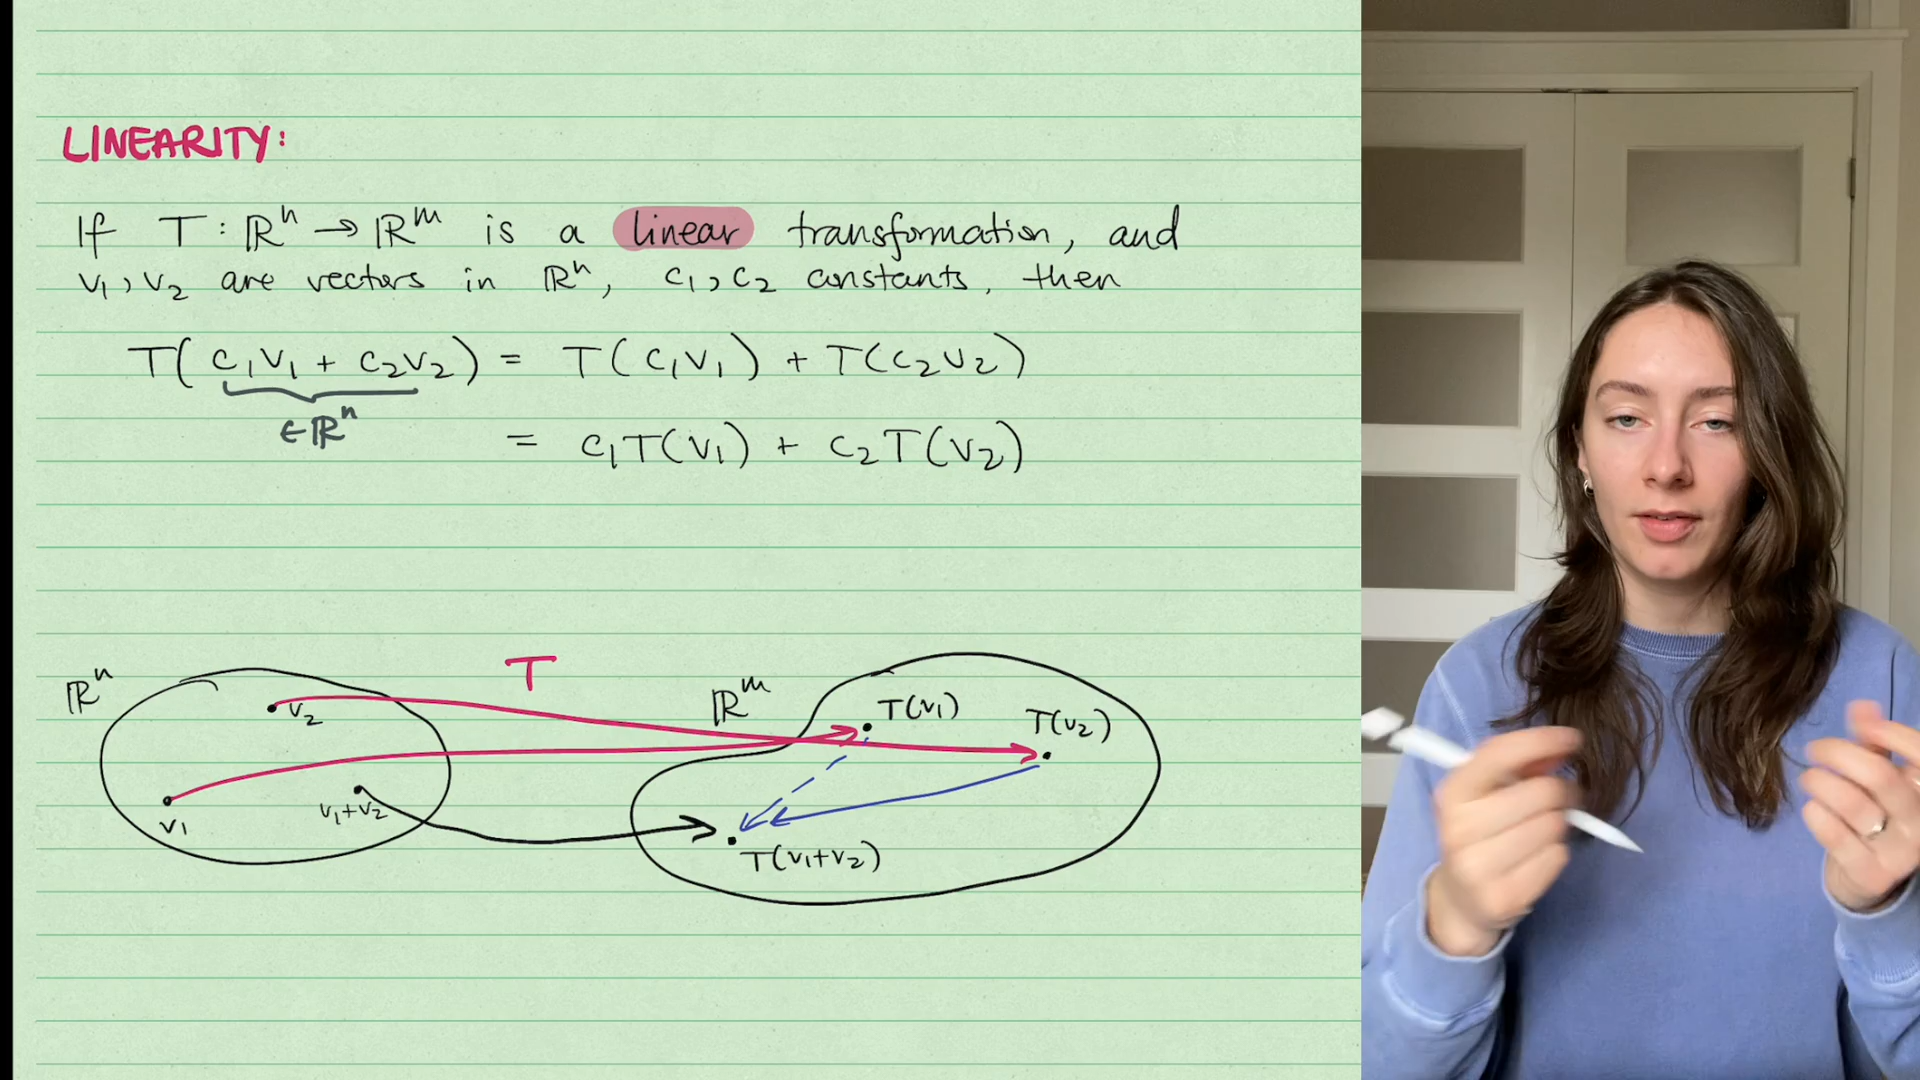 LINEARITY:
If T : ℝⁿ → ℝᵐ is a linear transformation, and
v₁, v₂ are vectors in ℝⁿ, c₁, c₂ constants, then
T( c₁v₁ + c₂v₂ ) = T( c₁v₁ ) + T( c₂v₂ )
∈ ℝⁿ
= c₁T(v₁) + c₂T(v₂)
ℝⁿ
T
ℝᵐ
v₂
T(v₁)
T(v₂)
v₁
v₁+v₂
T(v₁+v₂)